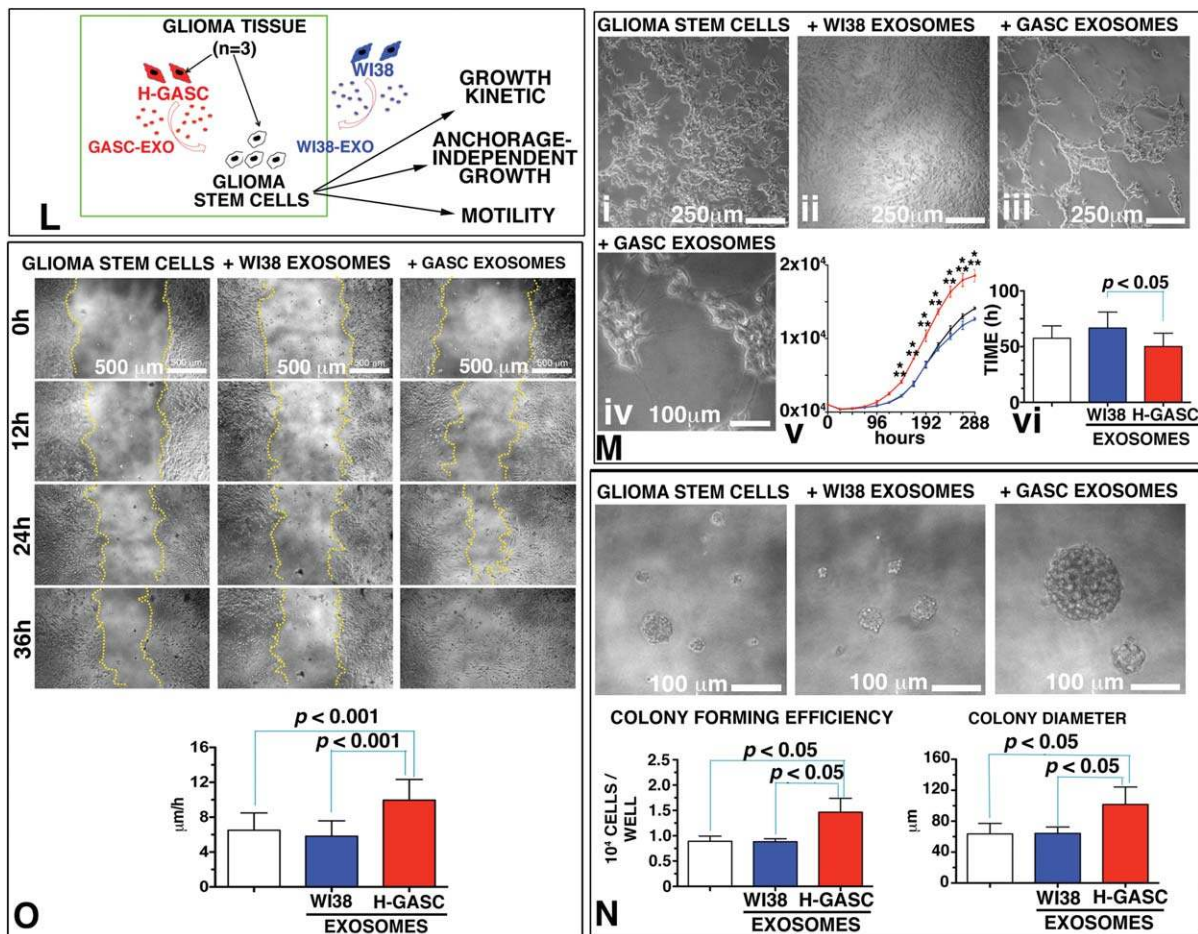 GLIOMA TISSUE
(n=3)
H-GASC
GASC-EXO
WI38
WI38-EXO
GLIOMA
STEM CELLS
GROWTH
KINETIC
ANCHORAGE-
INDEPENDENT
GROWTH
MOTILITY
L
GLIOMA STEM CELLS
+ WI38 EXOSOMES
+ GASC EXOSOMES
i
250μm
ii
250μm
iii
250μm
+ GASC EXOSOMES
iv
100μm
M
2x10⁴
1x10⁴
0x10⁴
0
96
192
288
hours
v
***
***
***
***
***
***
***
p < 0.05
TIME (h)
100
50
0
WI38 H-GASC
EXOSOMES
vi
GLIOMA STEM CELLS
+ WI38 EXOSOMES
+ GASC EXOSOMES
0h
500 μm
500 μm
500 μm
500 μm
500 μm
500 μm
12h
24h
36h
p < 0.001
p < 0.001
μm/h
16
12
8
4
0
WI38 H-GASC
EXOSOMES
O
GLIOMA STEM CELLS
+ WI38 EXOSOMES
+ GASC EXOSOMES
100 μm
100 μm
100 μm
COLONY FORMING EFFICIENCY
p < 0.05
p < 0.05
10⁴ CELLS /
WELL
2.5
2.0
1.5
1.0
0.5
0
WI38 H-GASC
EXOSOMES
COLONY DIAMETER
p < 0.05
p < 0.05
μm
160
120
80
40
0
WI38 H-GASC
EXOSOMES
N